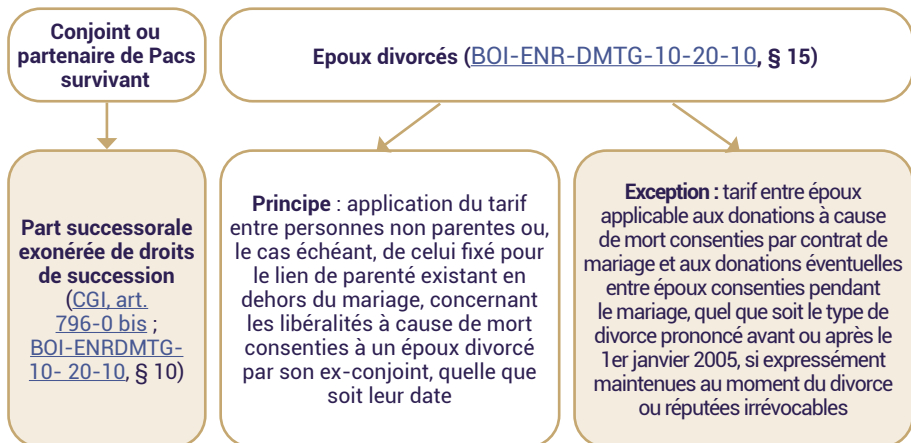 Conjoint ou
partenaire de Pacs
survivant
Epoux divorcés (BOI-ENR-DMTG-10-20-10, § 15)
Part successorale
exonérée de droits
de succession
(CGI, art.
796-0 bis ;
BOI-ENRDMTG-
10- 20-10, § 10)
Principe : application du tarif
entre personnes non parentes ou,
le cas échéant, de celui fixé pour
le lien de parenté existant en
dehors du mariage, concernant
les libéralités à cause de mort
consenties à un époux divorcé
par son ex-conjoint, quelle que
soit leur date
Exception : tarif entre époux
applicable aux donations à cause
de mort consenties par contrat de
mariage et aux donations éventuelles
entre époux consenties pendant
le mariage, quel que soit le type de
divorce prononcé avant ou après le
1er janvier 2005, si expressément
maintenues au moment du divorce
ou réputées irrévocables